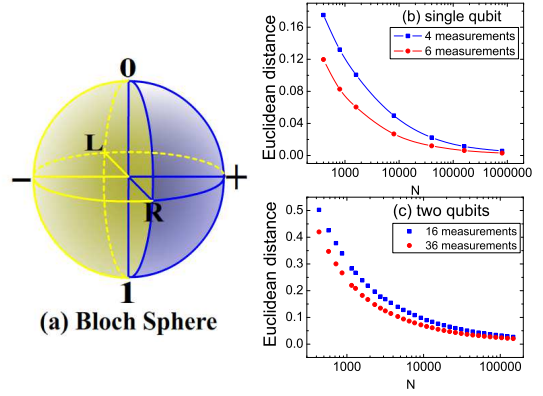 0
L
-
+
R
1
(a) Bloch Sphere
(b) single qubit
4 measurements
6 measurements
Euclidean distance
0.16
0.12
0.08
0.04
0.00
1000
10000
100000
1000000
N
(c) two qubits
16 measurements
36 measurements
Euclidean distance
0.5
0.4
0.3
0.2
0.1
0.0
1000
10000
100000
N